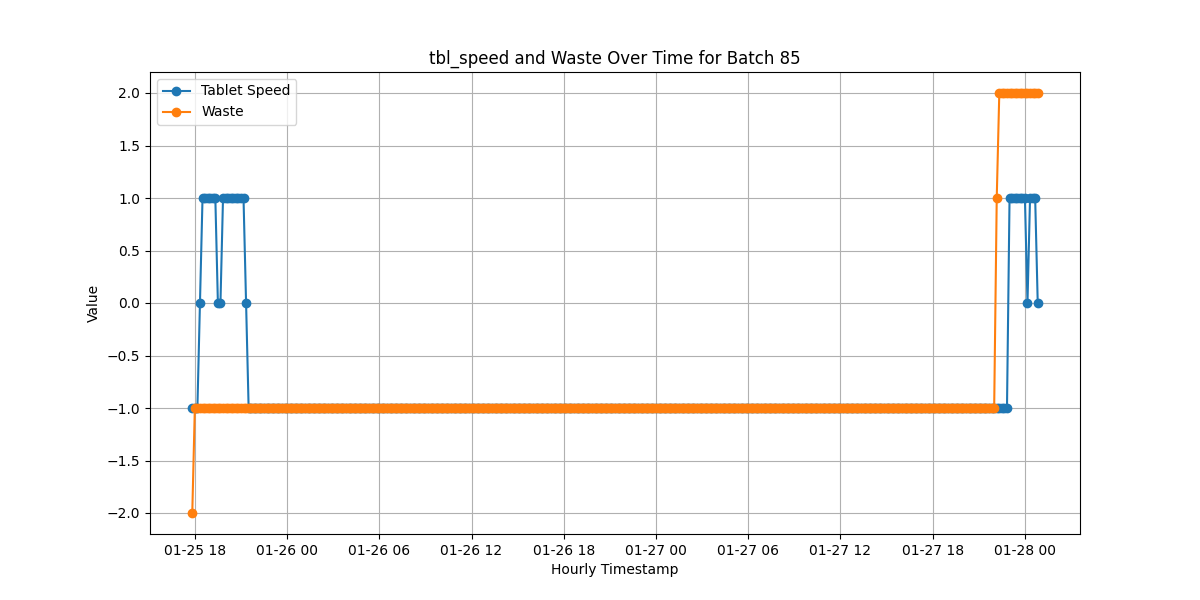 tbl_speed and Waste Over Time for Batch 85
Tablet Speed
Waste
2.0
1.5
1.0
0.5
0.0
−0.5
−1.0
−1.5
−2.0
Value
01-25 18 01-26 00 01-26 06 01-26 12 01-26 18 01-27 00 01-27 06 01-27 12 01-27 18 01-28 00
Hourly Timestamp